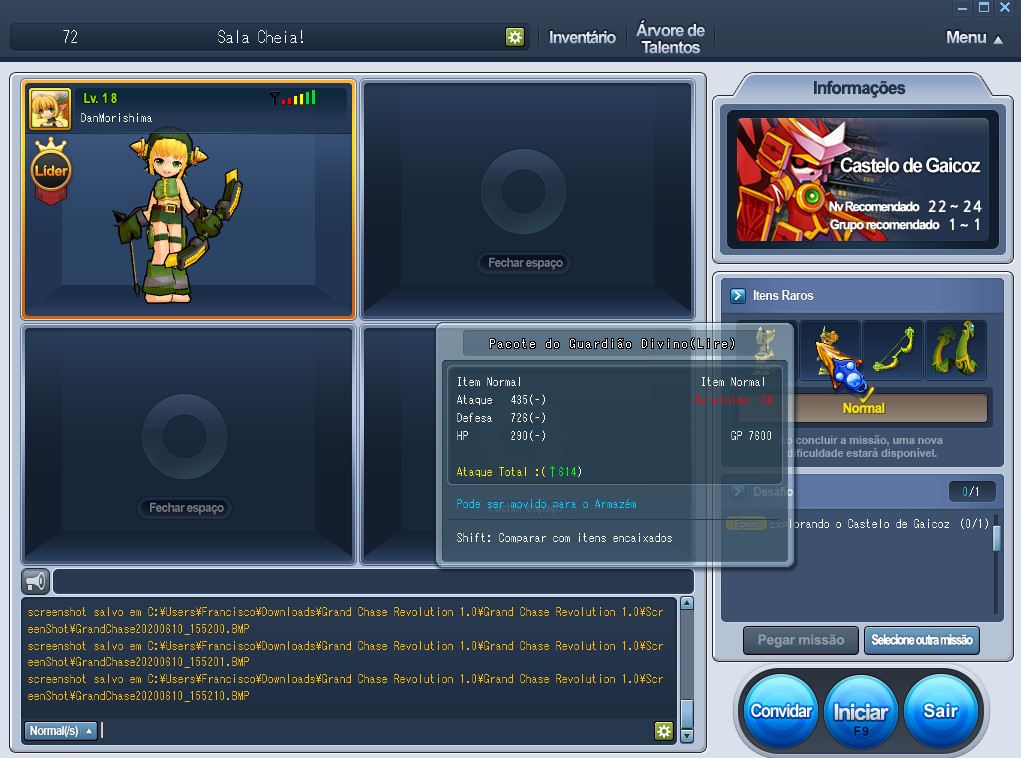 72 Sala Cheia!
Inventário
Árvore de
Talentos
Menu
Lv.18
DanMorishima
Líder
Fechar espaço
Fechar espaço
Informações
Castelo de Gaicoz
Nv Recomendado 22 ~ 24
Grupo recomendado 1 ~ 1
Itens Raros
Normal
o concluir a missão, uma nova
dificuldade estará disponível.
Desafio
0/1
Épico Explorando o Castelo de Gaicoz (0/1)
Pegar missão
Selecione outra missão
Pacote do Guardião Divino(Lire)
Item Normal Item Normal
Ataque 435(-)
Defesa 726(-)
HP 290(-) GP 7600
Ataque Total :(↑614)
Pode ser movido para o Armazém
Shift: Comparar com itens encaixados
screenshot salvo em C:¥Users¥Francisco¥Downloads¥Grand Chase Revolution 1.0¥Grand Chase Revolution 1.0¥Scr
eenShot¥GrandChase20200610_155200.BMP
screenshot salvo em C:¥Users¥Francisco¥Downloads¥Grand Chase Revolution 1.0¥Grand Chase Revolution 1.0¥Scr
eenShot¥GrandChase20200610_155201.BMP
screenshot salvo em C:¥Users¥Francisco¥Downloads¥Grand Chase Revolution 1.0¥Grand Chase Revolution 1.0¥Scr
eenShot¥GrandChase20200610_155210.BMP
Normal(/s)
Convidar
Iniciar
F9
Sair